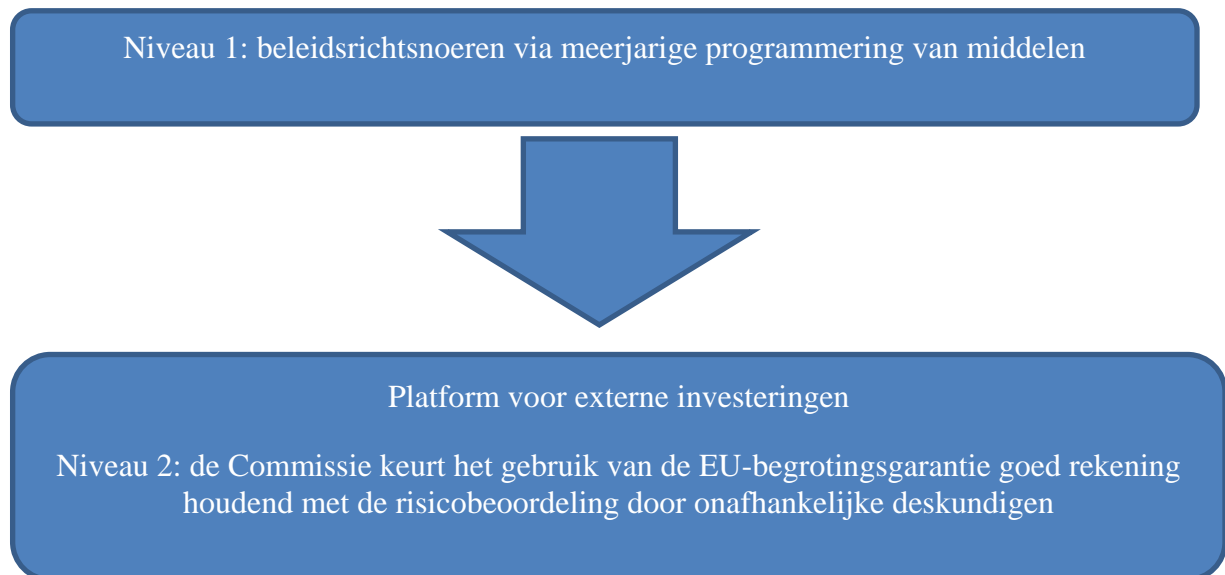 Niveau 1: beleidsrichtsnoeren via meerjarige programmering van middelen
Platform voor externe investeringen
Niveau 2: de Commissie keurt het gebruik van de EU-begrotingsgarantie goed rekening
houdend met de risicobeoordeling door onafhankelijke deskundigen